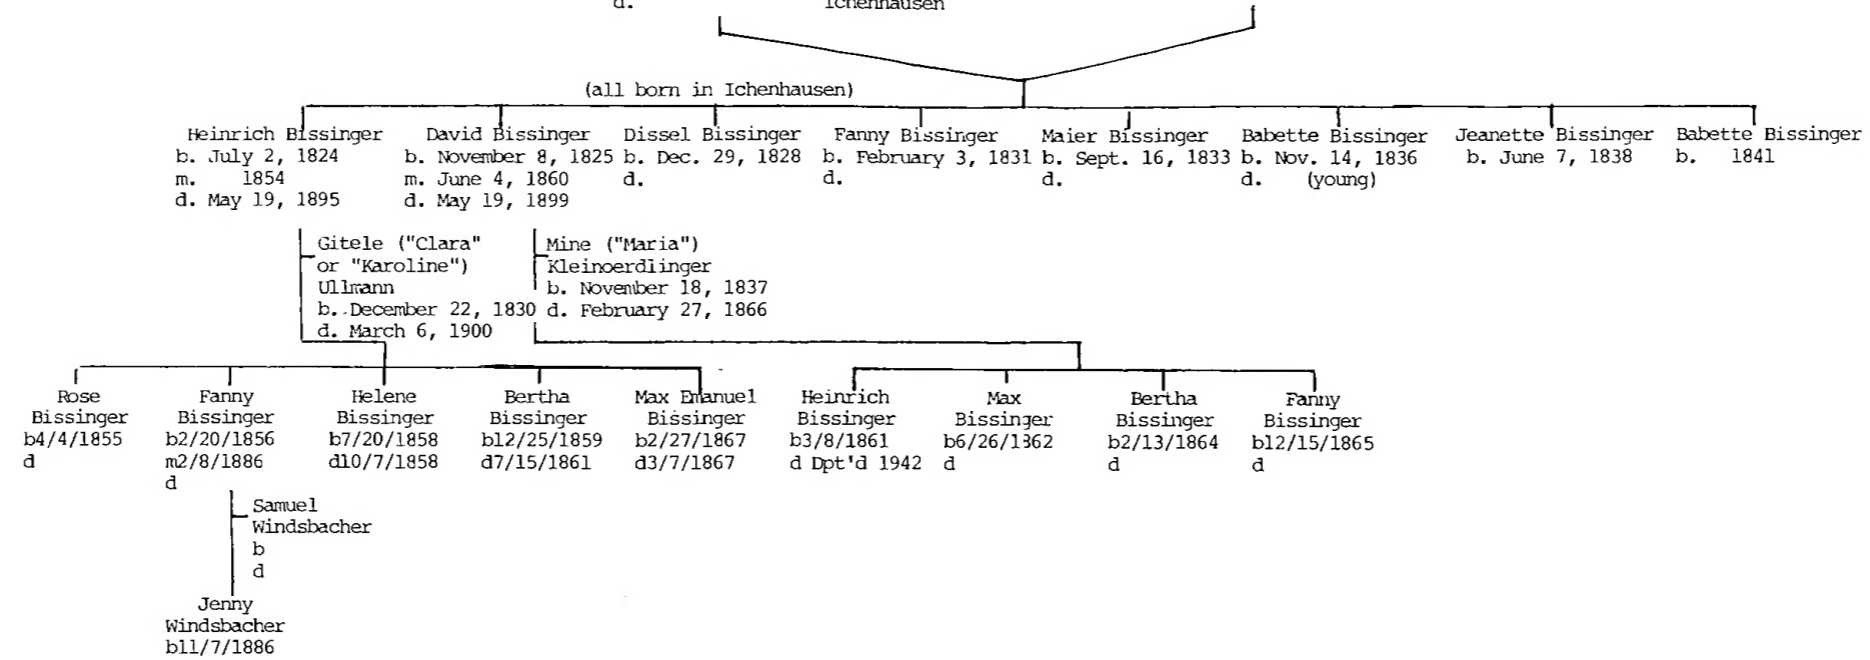 d. Ichenhausen
(all born in Ichenhausen)
Heinrich Bissinger
b. July 2, 1824
m. 1854
d. May 19, 1895
David Bissinger
b. November 8, 1825
m. June 4, 1860
d. May 19, 1899
Dissel Bissinger
b. Dec. 29, 1828
d.
Fanny Bissinger
b. February 3, 1831
d.
Maier Bissinger
b. Sept. 16, 1833
d.
Babette Bissinger
b. Nov. 14, 1836
d. (young)
Jeanette Bissinger
b. June 7, 1838
Babette Bissinger
b. 1841
Gitele ("Clara"
or "Karoline")
Ullmann
b. December 22, 1830
d. March 6, 1900
Mine ("Maria")
Kleinoerdlinger
b. November 18, 1837
d. February 27, 1866
Rose
Bissinger
b4/4/1855
d
Fanny
Bissinger
b2/20/1856
m2/8/1886
d
Helene
Bissinger
b7/20/1858
d10/7/1858
Bertha
Bissinger
b12/25/1859
d7/15/1861
Max Emanuel
Bissinger
b2/27/1867
d3/7/1867
Heinrich
Bissinger
b3/8/1861
d Dpt'd 1942
Max
Bissinger
b6/26/1862
d
Bertha
Bissinger
b2/13/1864
d
Fanny
Bissinger
b12/15/1865
d
Samuel
Windsbacher
b
d
Jenny
Windsbacher
b11/7/1886